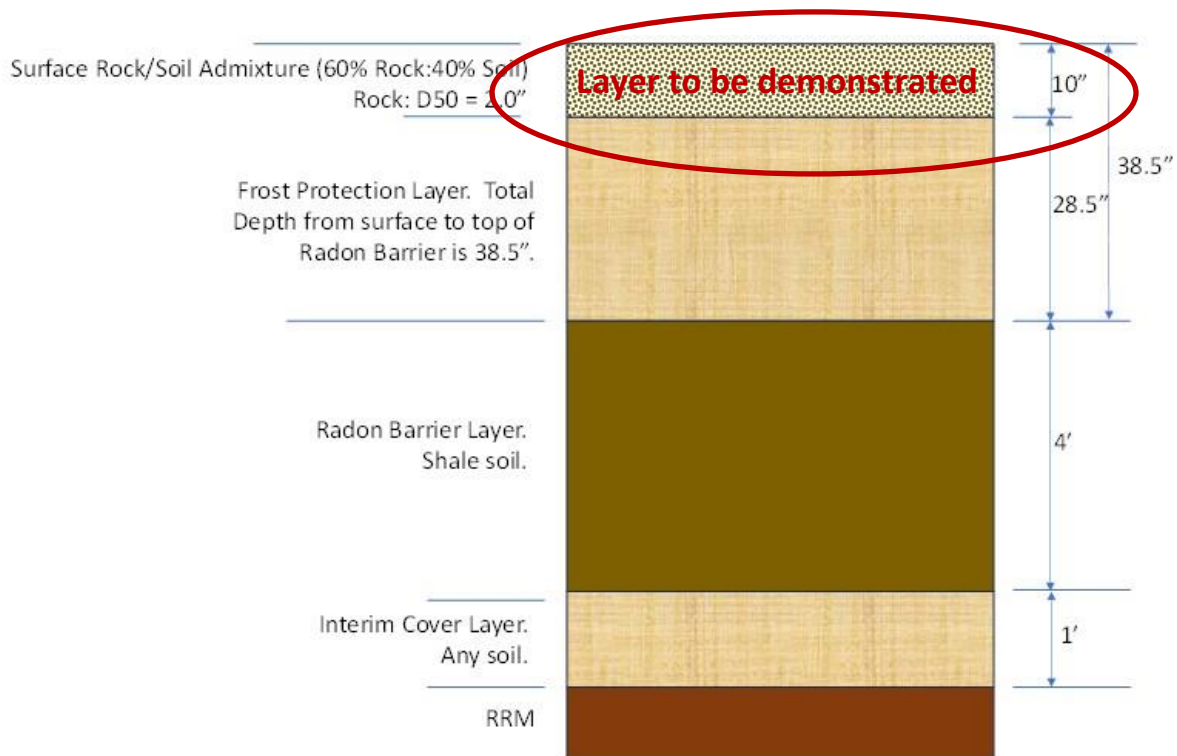 Surface Rock/Soil Admixture (60% Rock:40% Soil)
Rock: D50 = 2.0”
Layer to be demonstrated
10”
38.5”
Frost Protection Layer. Total
Depth from surface to top of
Radon Barrier is 38.5”.
28.5”
Radon Barrier Layer.
Shale soil.
4’
Interim Cover Layer.
Any soil.
1’
RRM